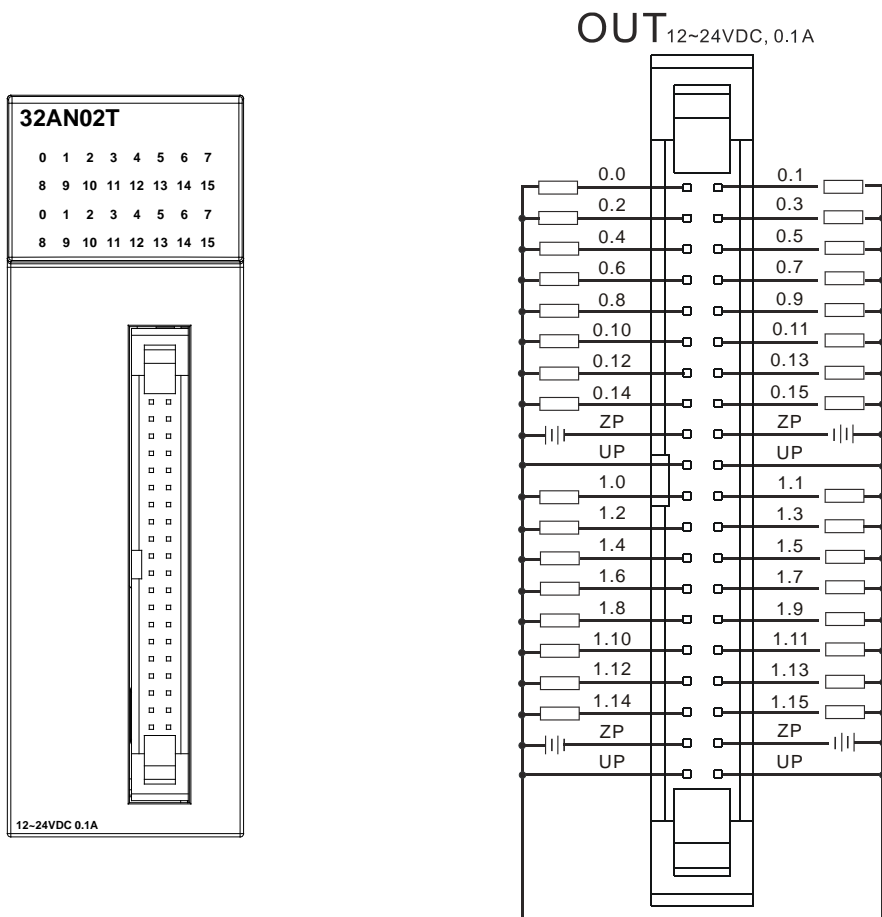 OUT 12~24VDC, 0.1A
32AN02T
0 1 2 3 4 5 6 7
8 9 10 11 12 13 14 15
0 1 2 3 4 5 6 7
8 9 10 11 12 13 14 15
12~24VDC 0.1A
0.0 0.1
0.2 0.3
0.4 0.5
0.6 0.7
0.8 0.9
0.10 0.11
0.12 0.13
0.14 0.15
ZP ZP
UP UP
1.0 1.1
1.2 1.3
1.4 1.5
1.6 1.7
1.8 1.9
1.10 1.11
1.12 1.13
1.14 1.15
ZP ZP
UP UP